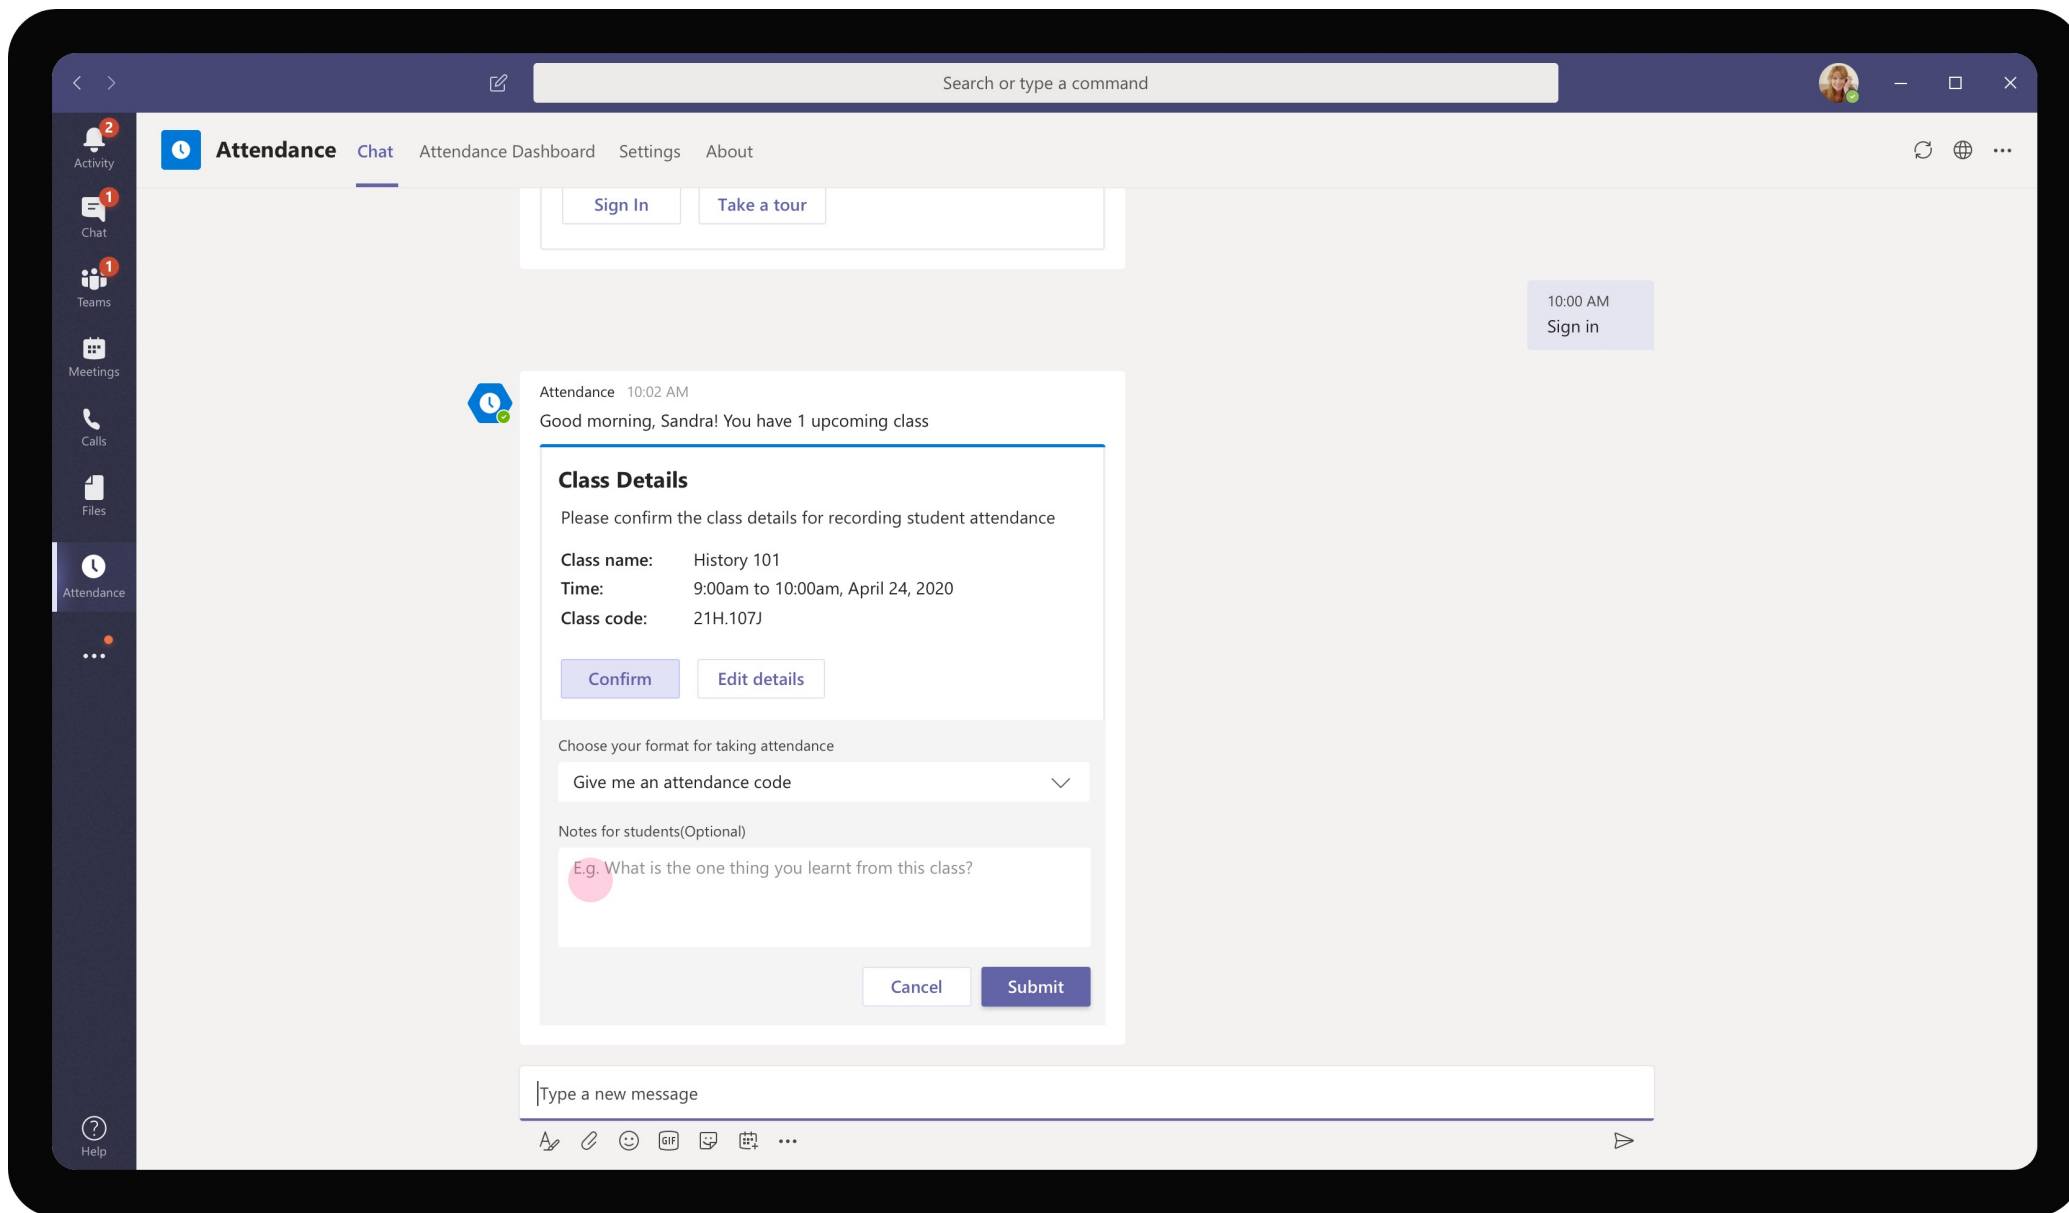 Search or type a command
2
Activity
1
Chat
1
Teams
Meetings
Calls
Files
Attendance
Help
Attendance Chat Attendance Dashboard Settings About
Sign In Take a tour
10:00 AM
Sign in
Attendance 10:02 AM
Good morning, Sandra! You have 1 upcoming class
Class Details
Please confirm the class details for recording student attendance
Class name: History 101
Time: 9:00am to 10:00am, April 24, 2020
Class code: 21H.107J
Confirm Edit details
Choose your format for taking attendance
Give me an attendance code
Notes for students(Optional)
E.g. What is the one thing you learnt from this class?
Cancel Submit
Type a new message
GIF